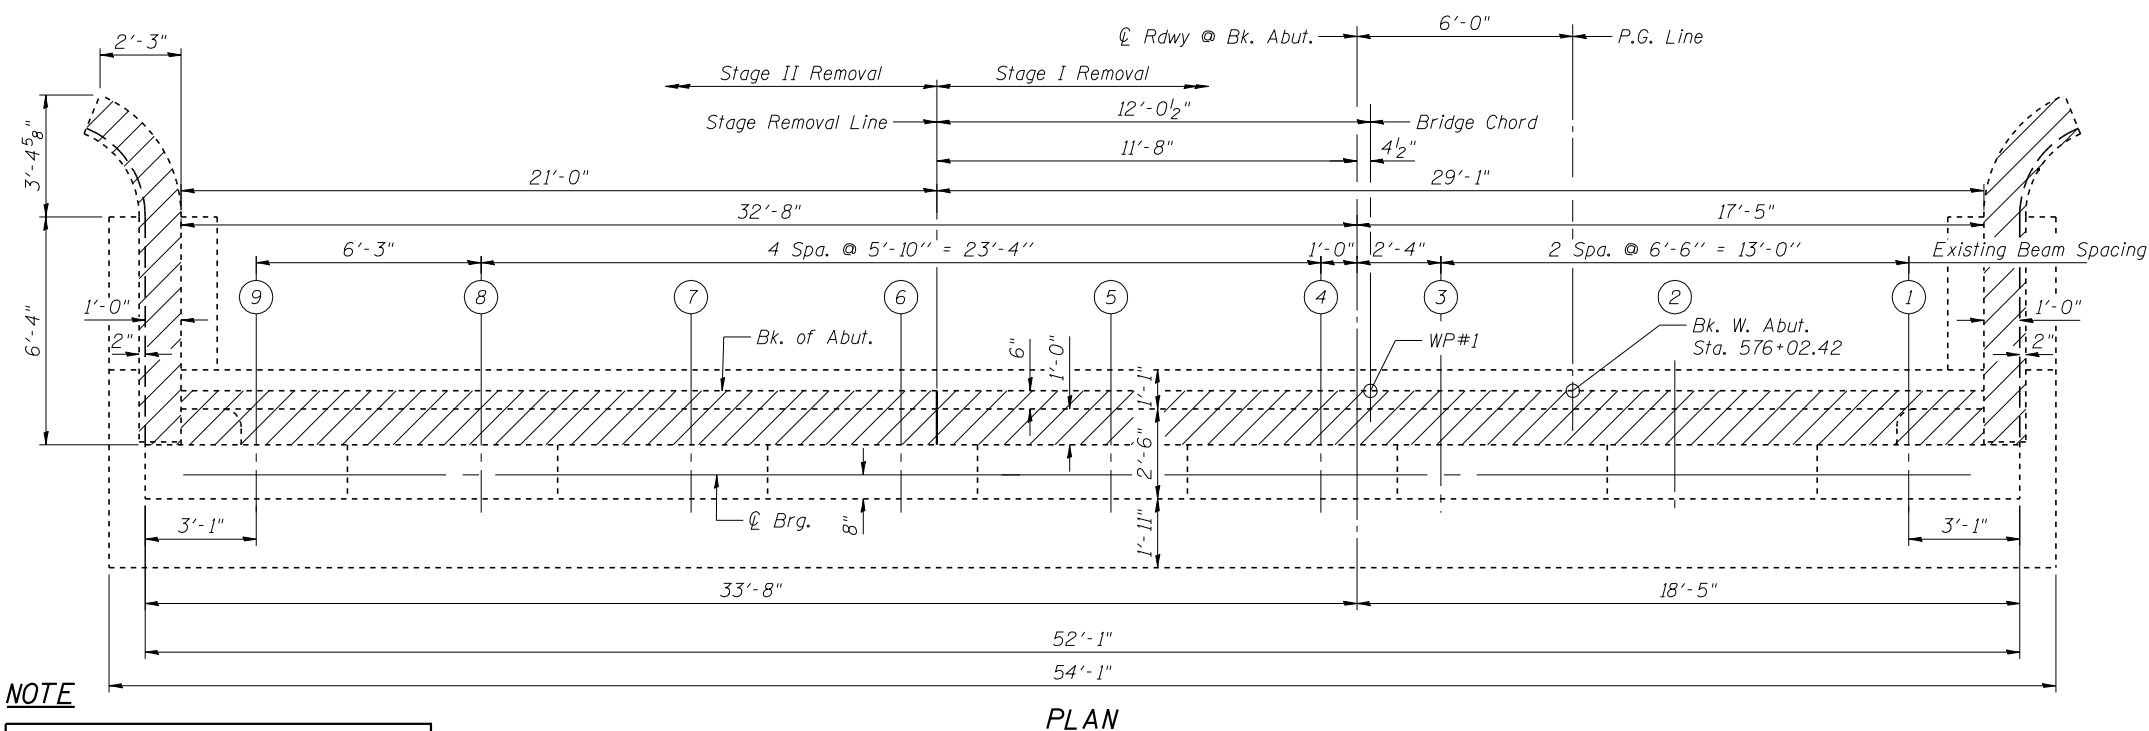 6'-0"
℄ Rdwy @ Bk. Abut.
P.G. Line
2'-3"
Stage II Removal
Stage I Removal
12'-0½"
Stage Removal Line
Bridge Chord
3'-4⅝"
11'-8"
4½"
21'-0"
29'-1"
32'-8"
17'-5"
6'-3"
4 Spa. @ 5'-10'' = 23'-4''
1'-0"
2'-4"
2 Spa. @ 6'-6'' = 13'-0''
Existing Beam Spacing
9
8
7
6
5
4
3
2
1
6'-4"
1'-0"
2"
Bk. of Abut.
6"
1'-0"
1'-1"
WP#1
Bk. W. Abut.
Sta. 576+02.42
1'-0"
2"
2'-6"
3'-1"
℄ Brg.
8"
1'-11"
3'-1"
33'-8"
18'-5"
52'-1"
54'-1"
NOTE
PLAN